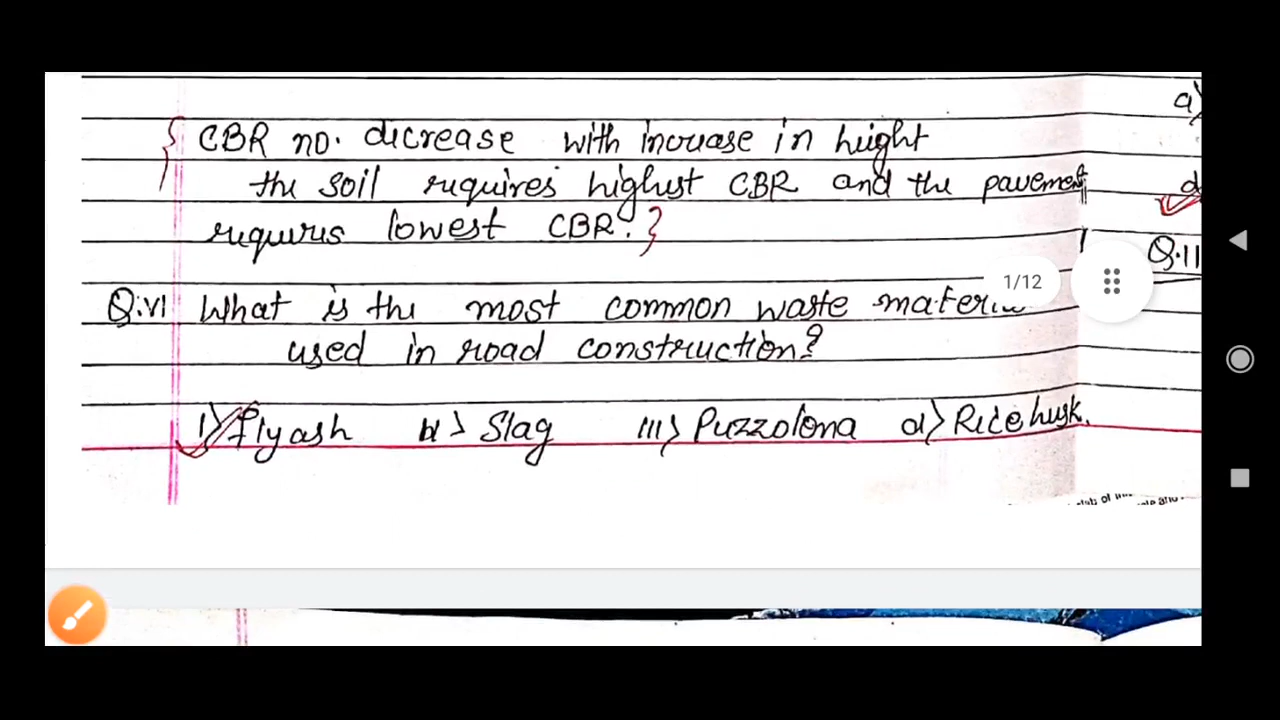 a)
CBR no. decrease with increase in height
the soil requires highest CBR and the pavement
d
requires lowest CBR.
Q.11
1/12
Q.VI What is the most common waste material
used in road construction?
i) flyash ii) Slag iii) Puzzolona d) Rice husk.